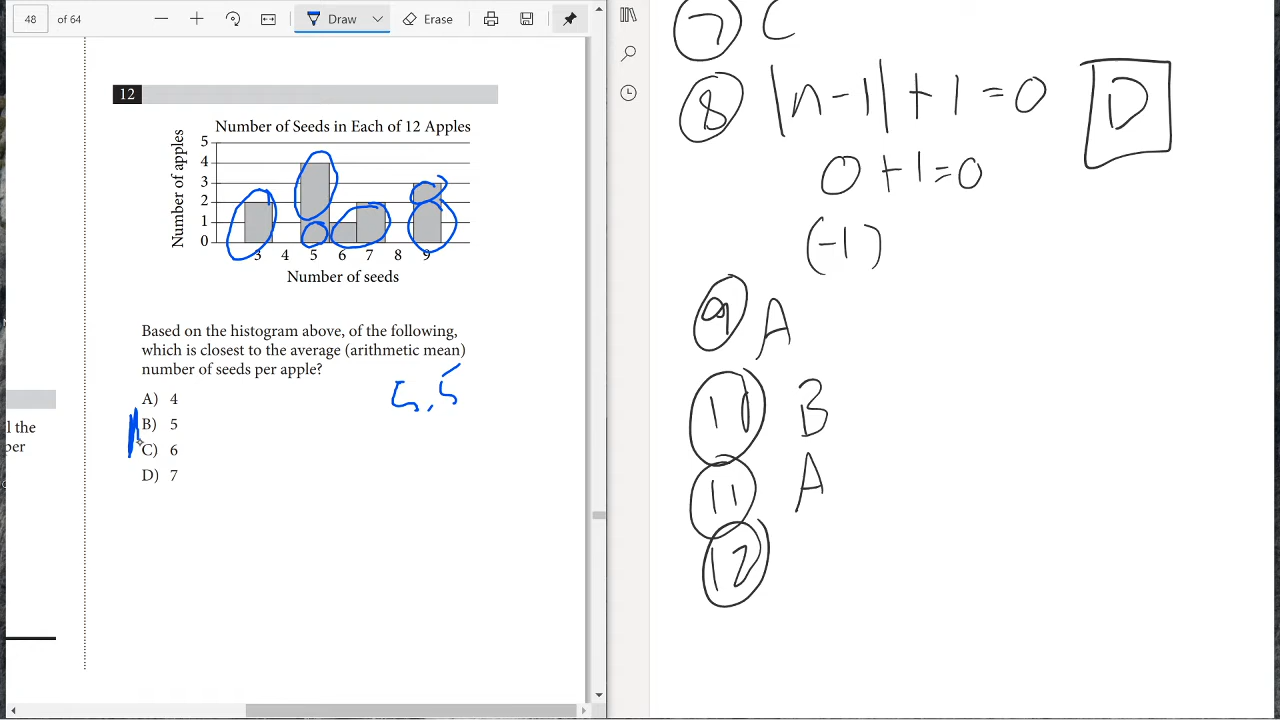 48 of 64
Draw
Erase
12
Number of Seeds in Each of 12 Apples
Number of apples
5
4
3
2
1
0
3 4 5 6 7 8 9
Number of seeds
Based on the histogram above, of the following,
which is closest to the average (arithmetic mean)
number of seeds per apple?
5,5
A) 4
B) 5
C) 6
D) 7
l the
per
7 C
8 |n-1| + 1 = 0 D
0 + 1 = 0
(-1)
9 A
10 B
11 A
12